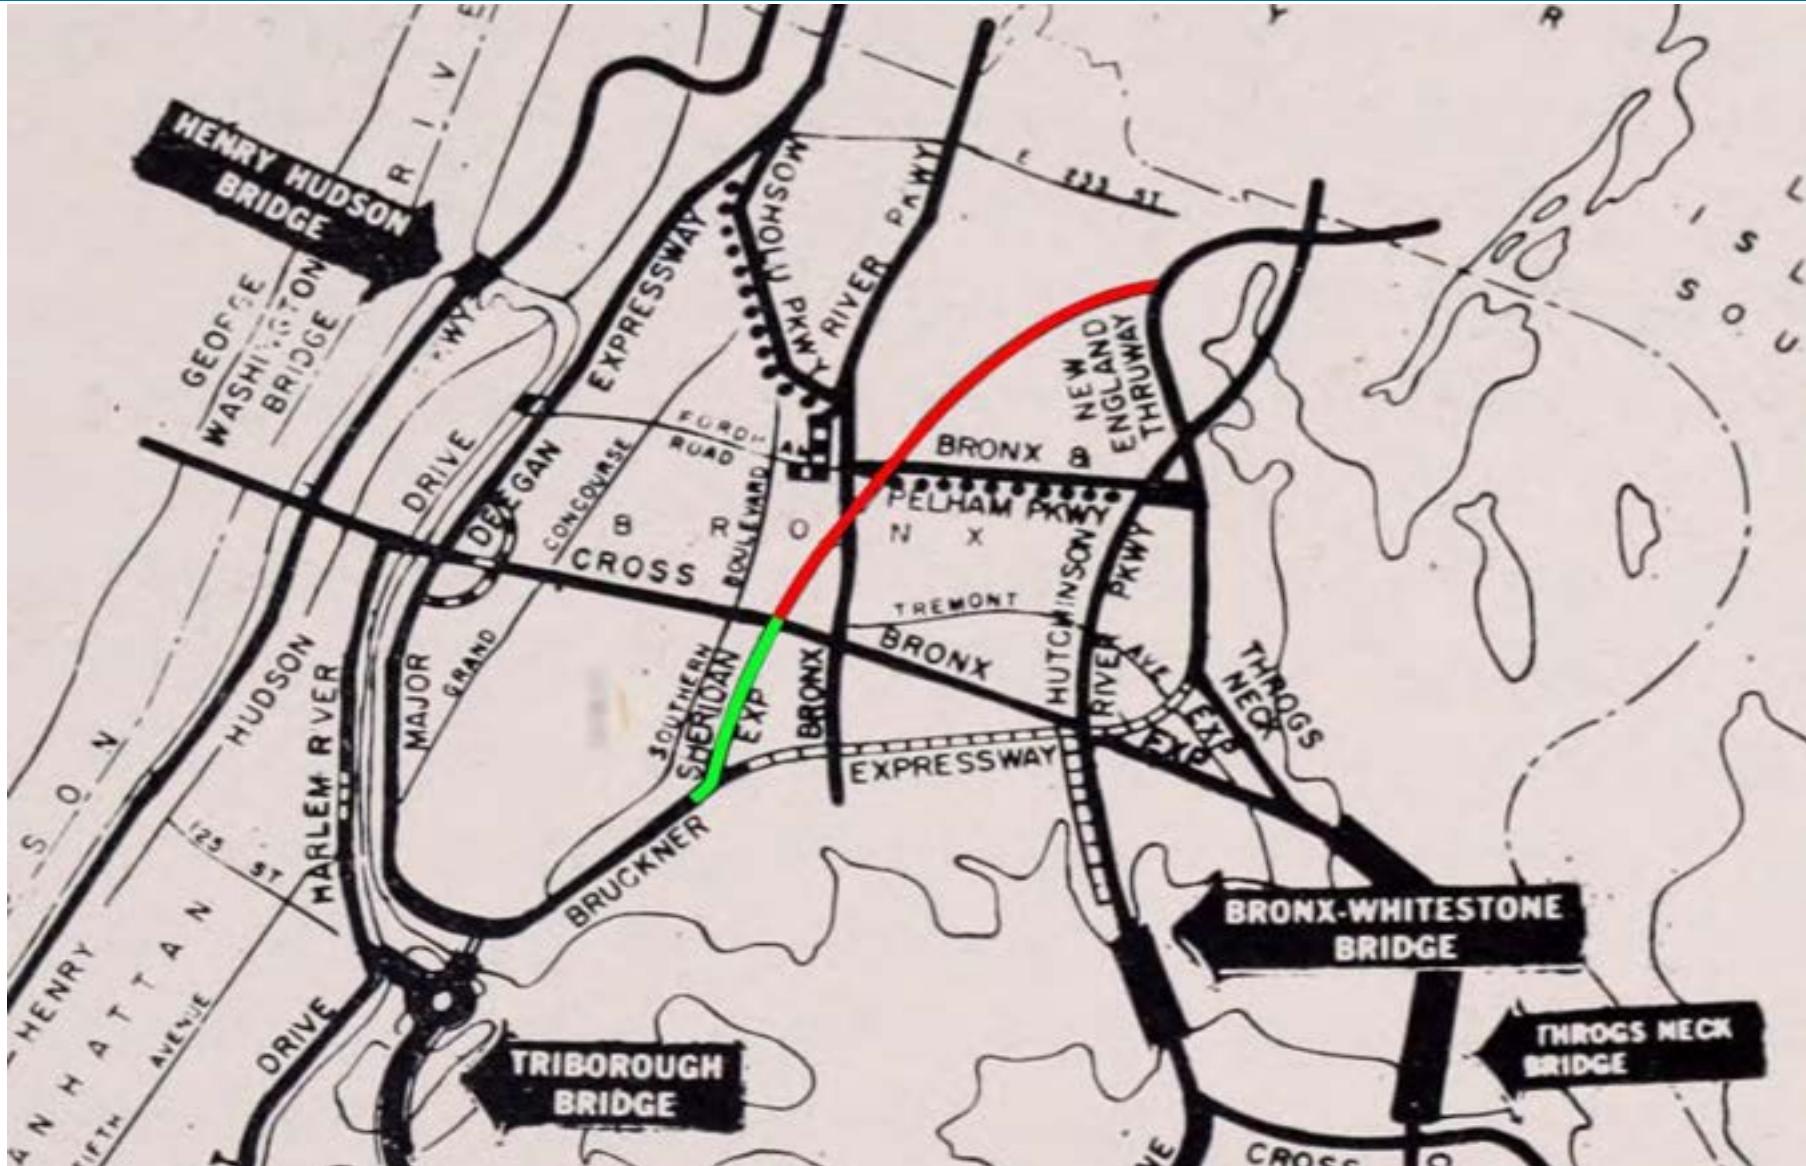 Y
R
R I V E
HENRY HUDSON
BRIDGE
MOSHOLU PKWY
RIVER PKWY
E 233 ST
L
I S L
S O U
GEORGE
WASHINGTON
BRIDGE
EXPRESSWAY
NEW
ENGLAND
THRUWAY
DRIVE
DEEGAN
CONCOURSE
ROAD
BOULEVARD
BRONX &
PELHAM PKWY
B R O N X
CROSS
TREMONT
AVE
BRONX
EXP
HUTCHINSON
RIVER PKWY
THROGS
NECK
EXP
HUDSON
HARLEM RIVER
MAJOR
GRAND
SOUTHERN
SHERIDAN
EXP
BRONX
EXPRESSWAY
BRUCKNER
S O N
125 ST
HENRY
A N H A T T A N
FIFTH AVENUE
DRIVE
TRIBOROUGH
BRIDGE
BRONX-WHITESTONE
BRIDGE
THROGS NECK
BRIDGE
CROSS